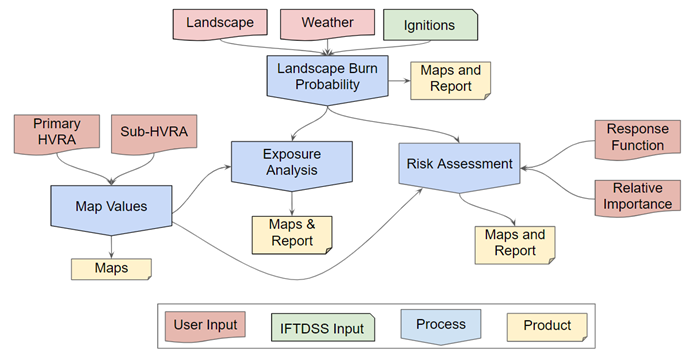 Landscape
Weather
Ignitions
Landscape Burn
Probability
Maps and
Report
Primary
HVRA
Sub-HVRA
Exposure
Analysis
Risk Assessment
Response
Function
Relative
Importance
Map Values
Maps &
Report
Maps and
Report
Maps
User Input
IFTDSS Input
Process
Product